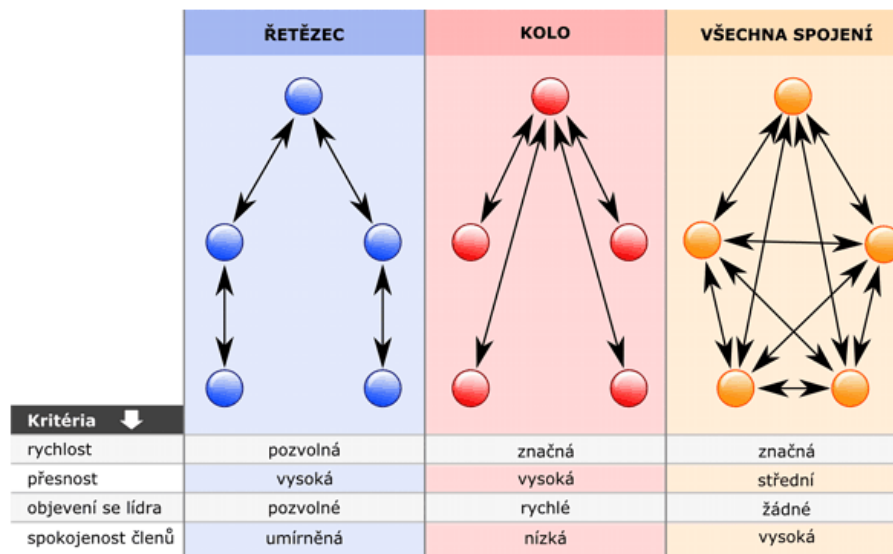 ŘETĚZEC KOLO VŠECHNA SPOJENÍ
Kritéria
rychlost pozvolná značná značná
přesnost vysoká vysoká střední
objevení se lídra pozvolné rychlé žádné
spokojenost členů umírněná nízká vysoká